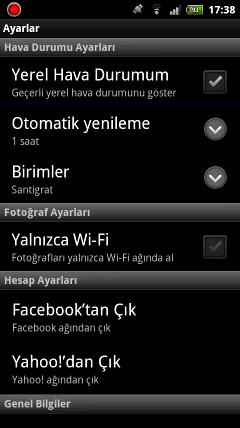 17:38
Ayarlar
Hava Durumu Ayarları
Yerel Hava Durumum
Geçerli yerel hava durumunu göster
Otomatik yenileme
1 saat
Birimler
Santigrat
Fotoğraf Ayarları
Yalnızca Wi-Fi
Fotoğrafları yalnızca Wi-Fi ağında al
Hesap Ayarları
Facebook’tan Çık
Facebook ağından çık
Yahoo!’dan Çık
Yahoo! ağından çık
Genel Bilgiler